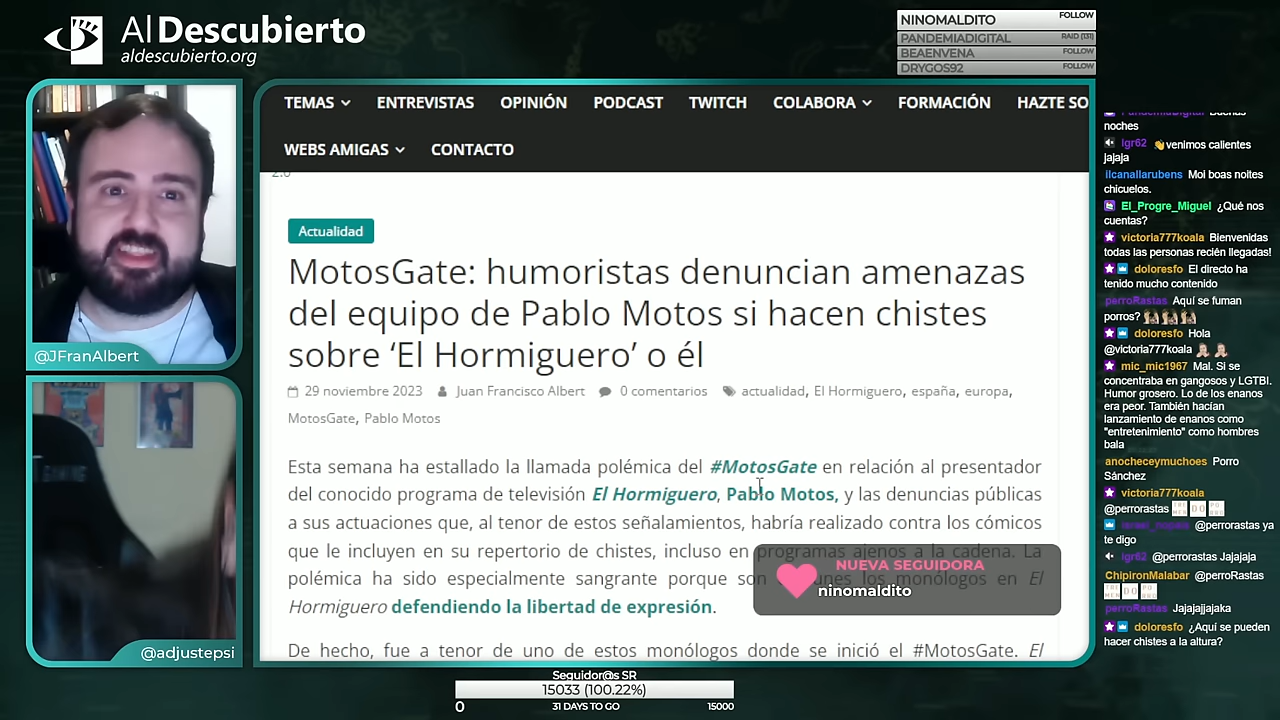 Al Descubierto
aldescubierto.org
NINOMALDITO FOLLOW
PANDEMIADIGITAL RAID (131)
BEAENVENA FOLLOW
DRYGOS92 FOLLOW
@JFranAlbert
@adjustepsi
TEMAS ENTREVISTAS OPINIÓN PODCAST TWITCH COLABORA FORMACIÓN HAZTE SO
WEBS AMIGAS CONTACTO
2.0
Actualidad
MotosGate: humoristas denuncian amenazas
del equipo de Pablo Motos si hacen chistes
sobre ‘El Hormiguero’ o él
29 noviembre 2023 Juan Francisco Albert 0 comentarios actualidad, El Hormiguero, españa, europa,
MotosGate, Pablo Motos
Esta semana ha estallado la llamada polémica del #MotosGate en relación al presentador
del conocido programa de televisión El Hormiguero, Pablo Motos, y las denuncias públicas
a sus actuaciones que, al tenor de estos señalamientos, habría realizado contra los cómicos
que le incluyen en su repertorio de chistes, incluso en programas ajenos a la cadena. La
polémica ha sido especialmente sangrante porque son los monólogos en El
Hormiguero defendiendo la libertad de expresión.
De hecho, fue a tenor de uno de estos monólogos donde se inició el #MotosGate. El
NUEVA SEGUIDORA
ninomaldito
Seguidor@s SR
15033 (100.22%)
0 31 DAYS TO GO 15000
PandemiaDigital Buenas
noches
igr62 venimos calientes
jajaja
ilcanallarubens Moi boas noites
chicuelos.
El_Progre_Miguel ¿Qué nos
cuentas?
victoria777koala Bienvenidas
todas las personas recién llegadas!
doloresfo El directo ha
tenido mucho contenido
perroRastas Aquí se fuman
porros?
doloresfo Hola
@victoria777koala
mic_mic1967 Mal. Si se
concentraba en gangosos y LGTBI.
Humor grosero. Lo de los enanos
era peor. También hacían
lanzamiento de enanos como
"entretenimiento" como hombres
bala
anocheceymuchoes Porro
Sánchez
victoria777koala
@perrorastas
@perrorastas ya
te digo
igr62 @perrorastas Jajajaja
ChipironMalabar @perroRastas
perroRastas Jajajjajaka
doloresfo ¿Aquí se pueden
hacer chistes a la altura?